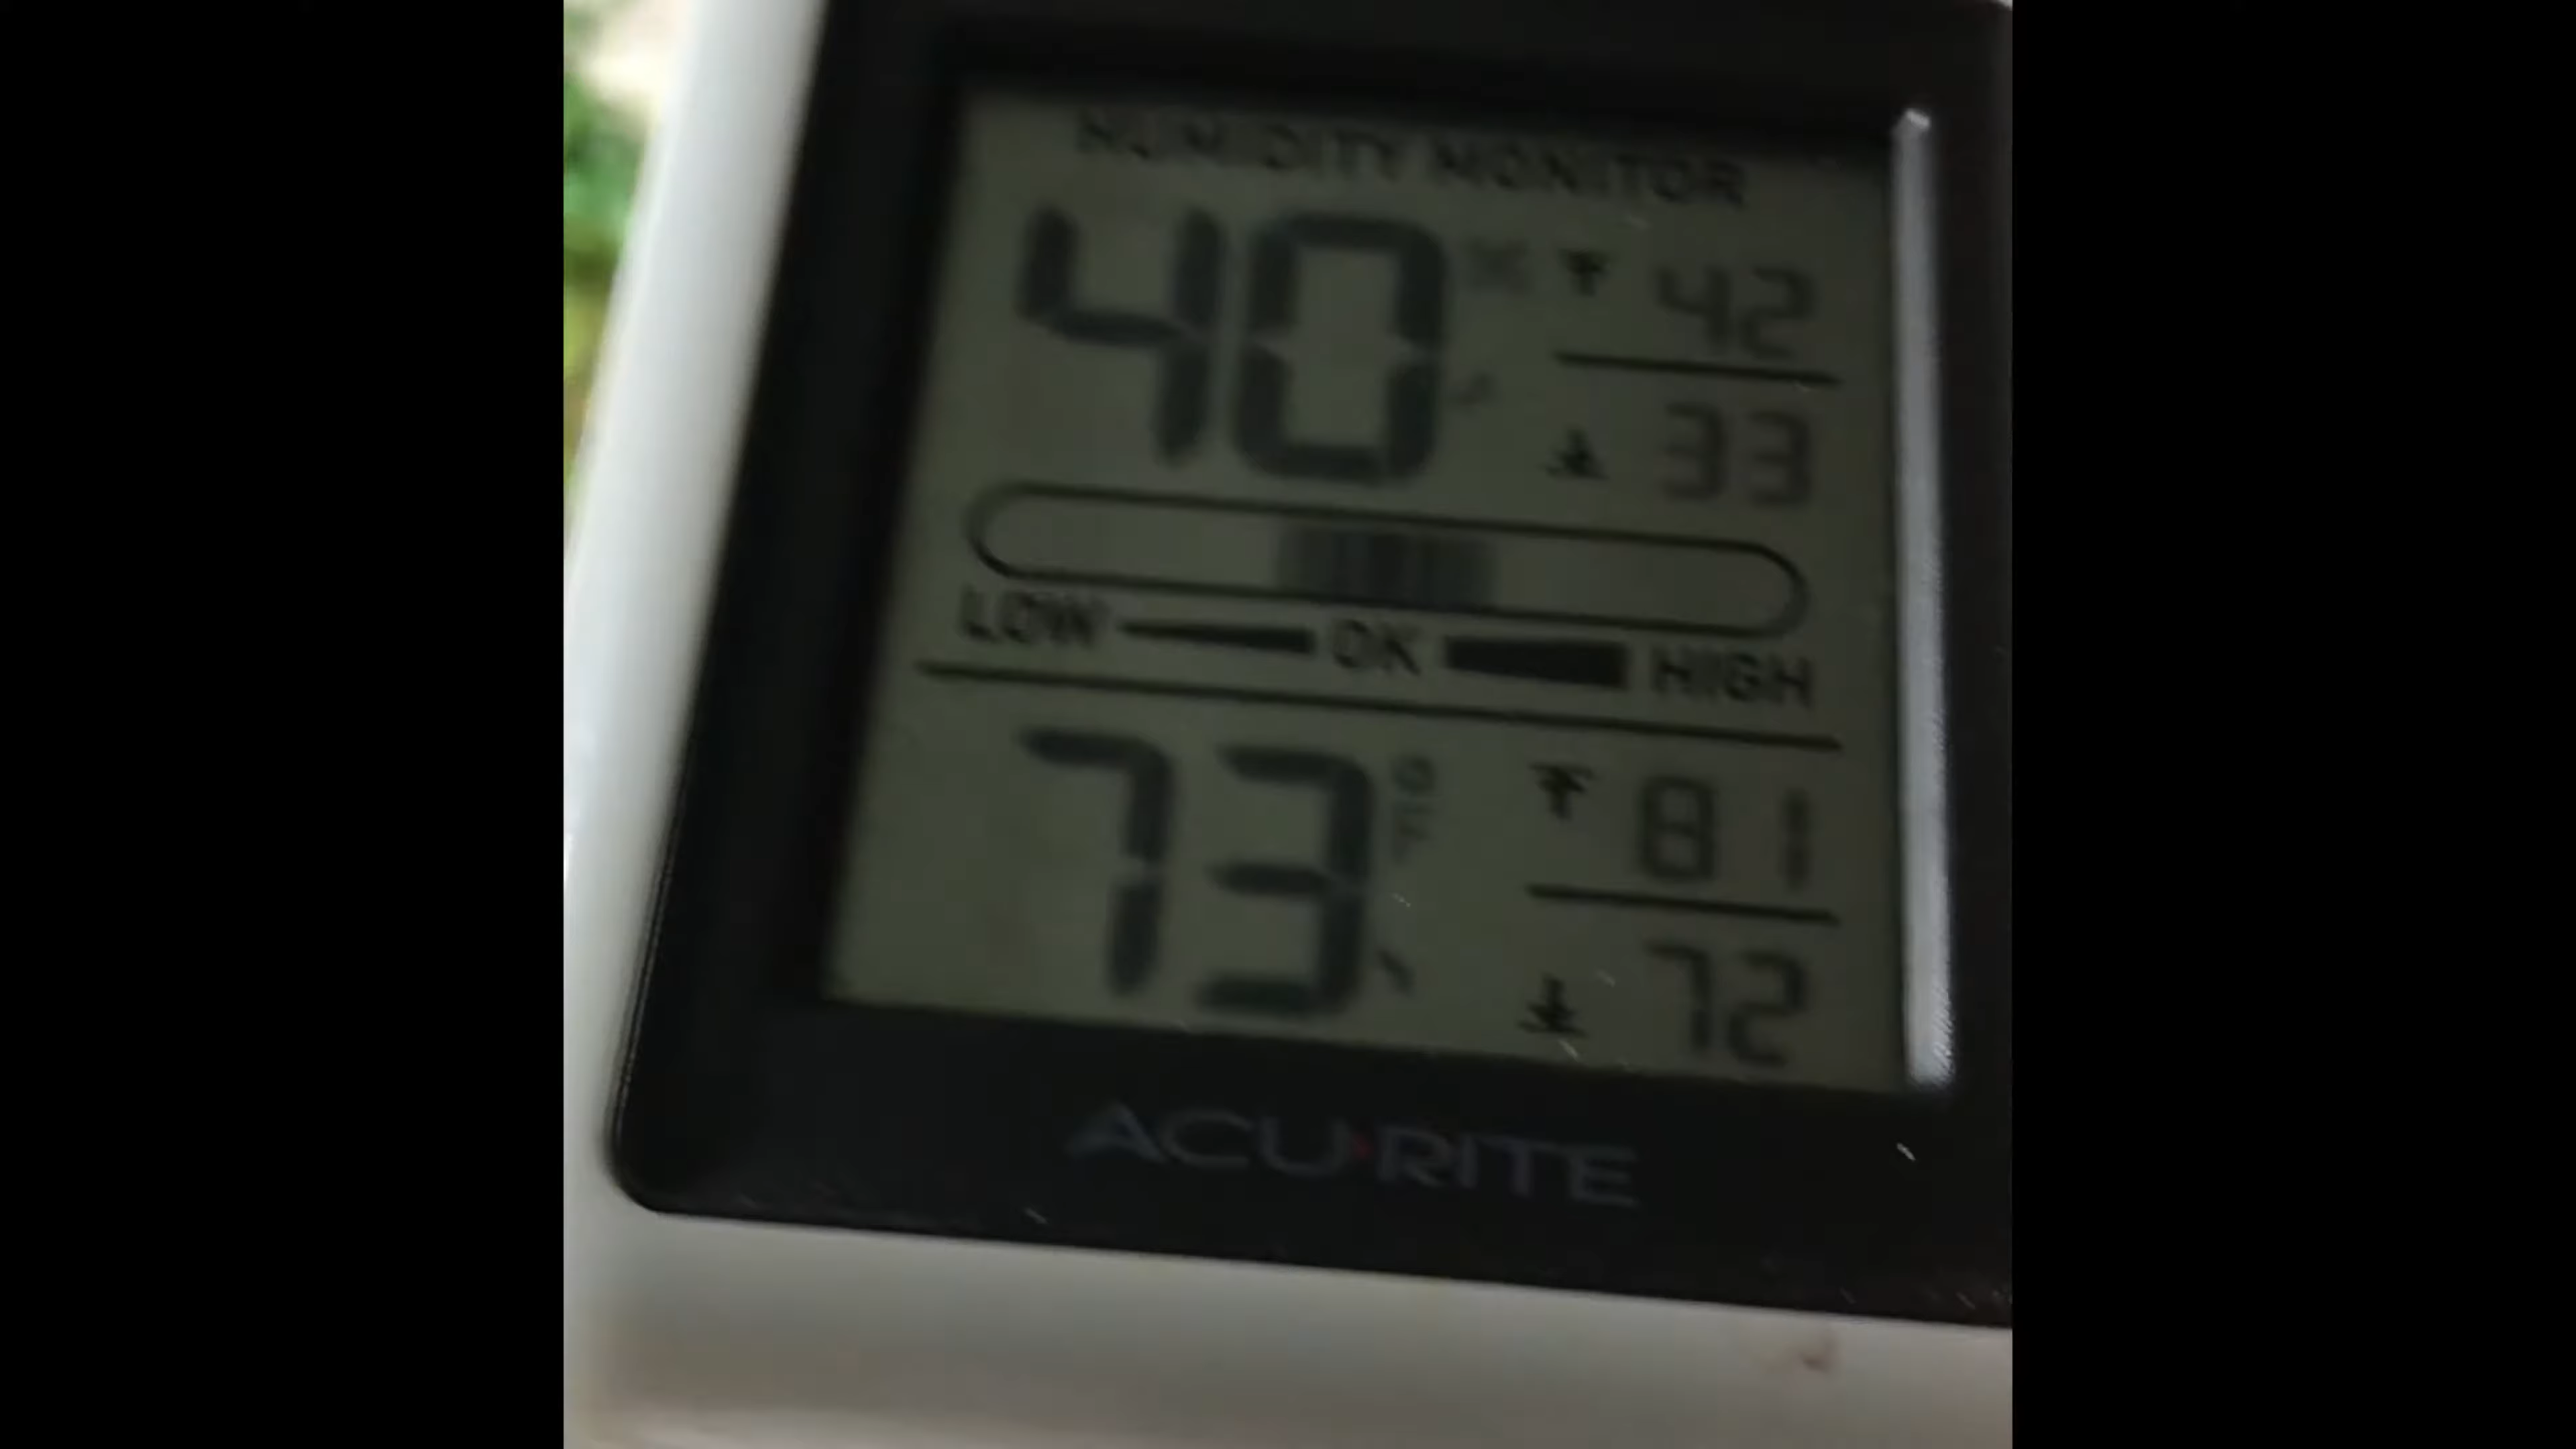 HUMIDITY MONITOR
40 % 42
33
LOW OK HIGH
73 °F 81
72
ACURITE